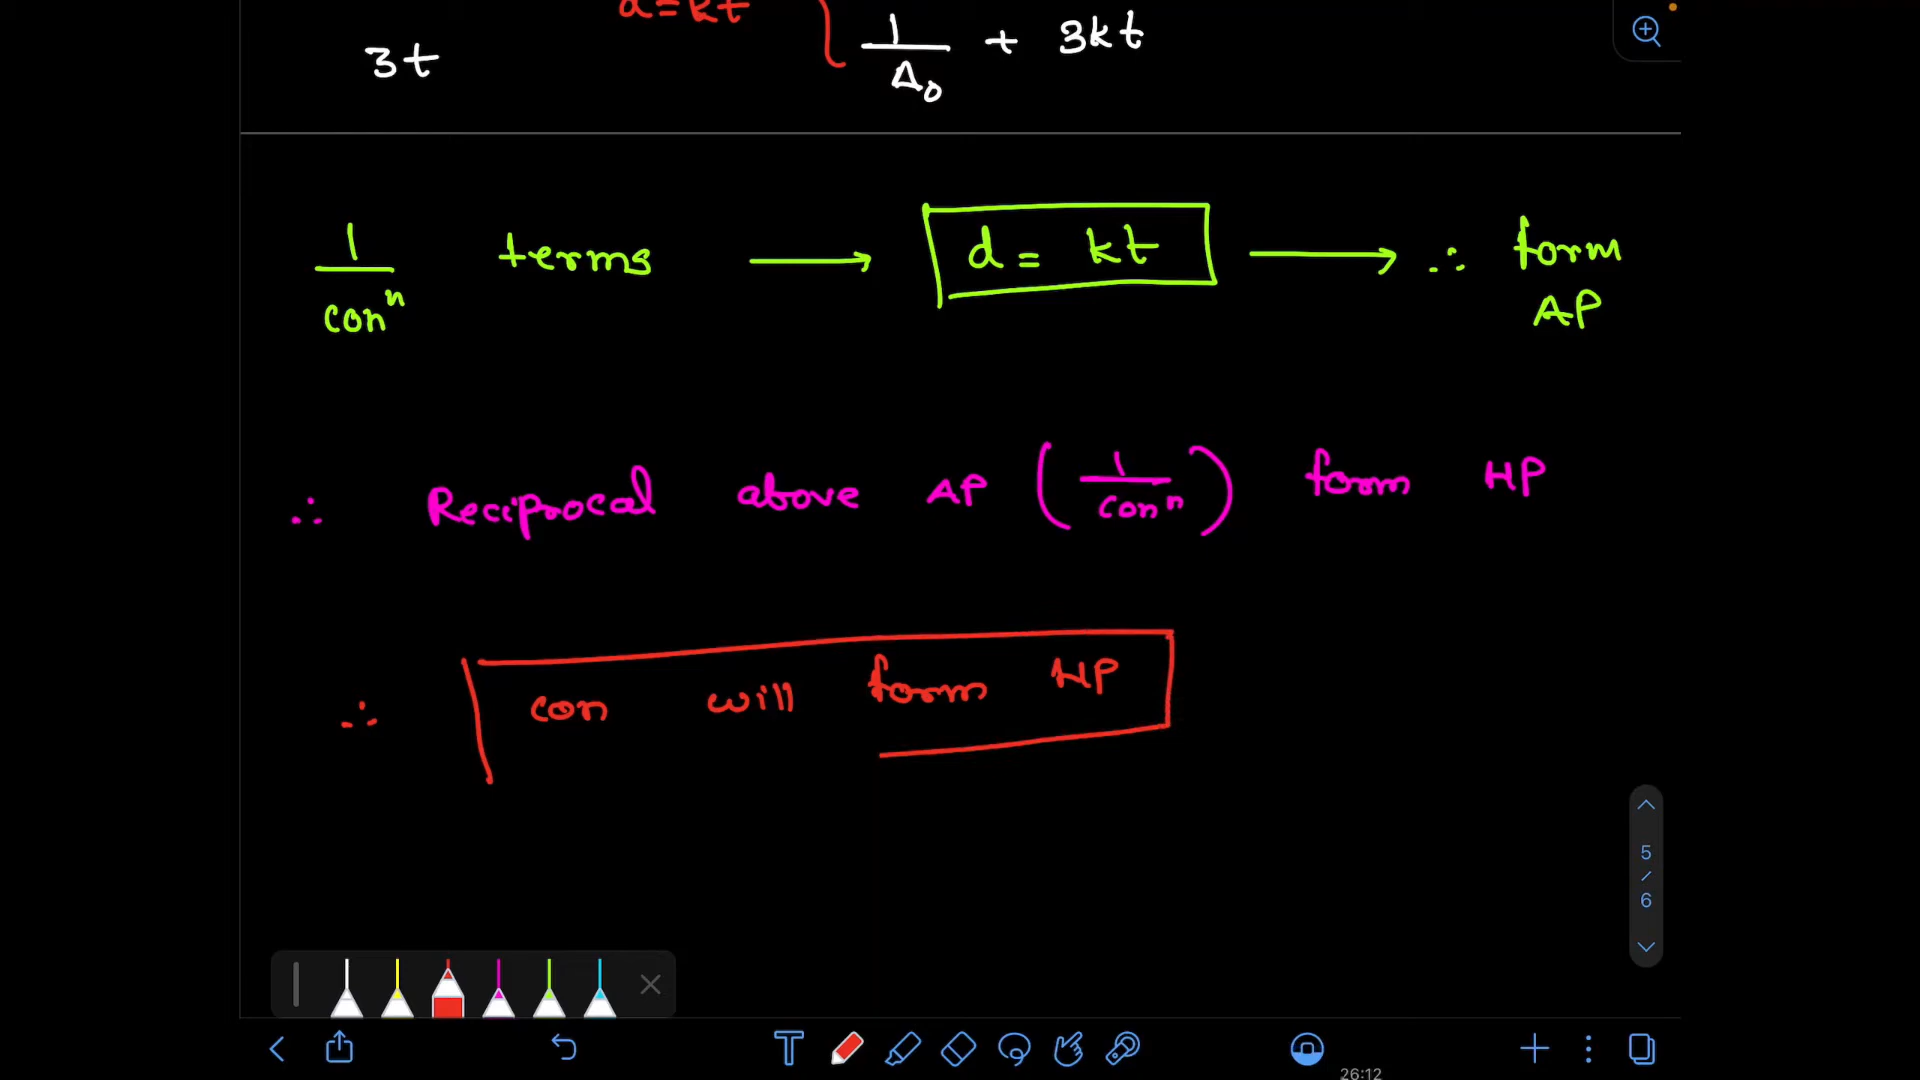 d = kt
3t
1/A₀ + 3kt
1/conⁿ terms → d = kt → ∴ form AP
∴ Reciprocal above AP (1/conⁿ) form HP
∴ con will form HP
5
/
6
T
26:12